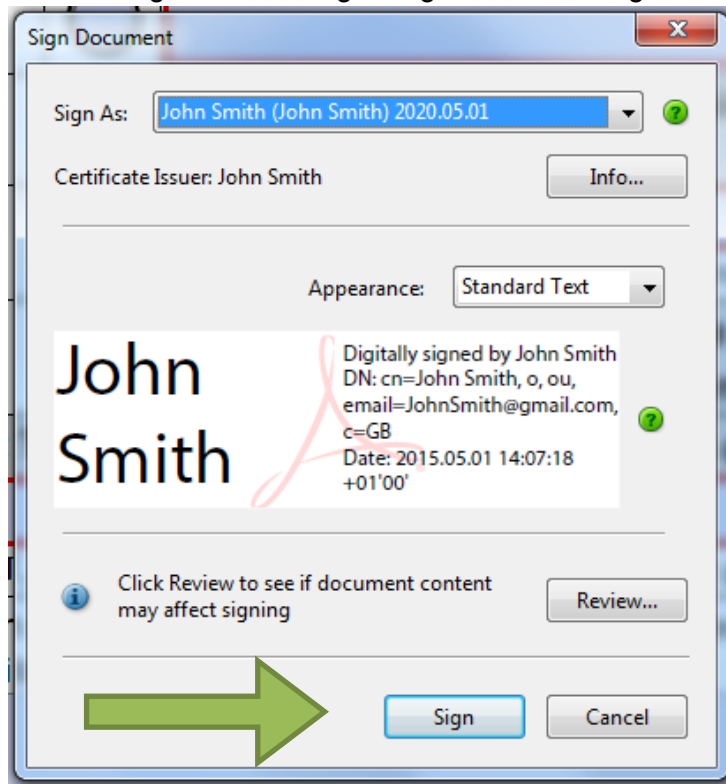 Sign Document
Sign As: John Smith (John Smith) 2020.05.01
Certificate Issuer: John Smith
Info...
Appearance: Standard Text
John
Smith
Digitally signed by John Smith
DN: cn=John Smith, o, ou,
email=JohnSmith@gmail.com,
c=GB
Date: 2015.05.01 14:07:18
+01'00'
Click Review to see if document content
may affect signing
Review...
Sign
Cancel